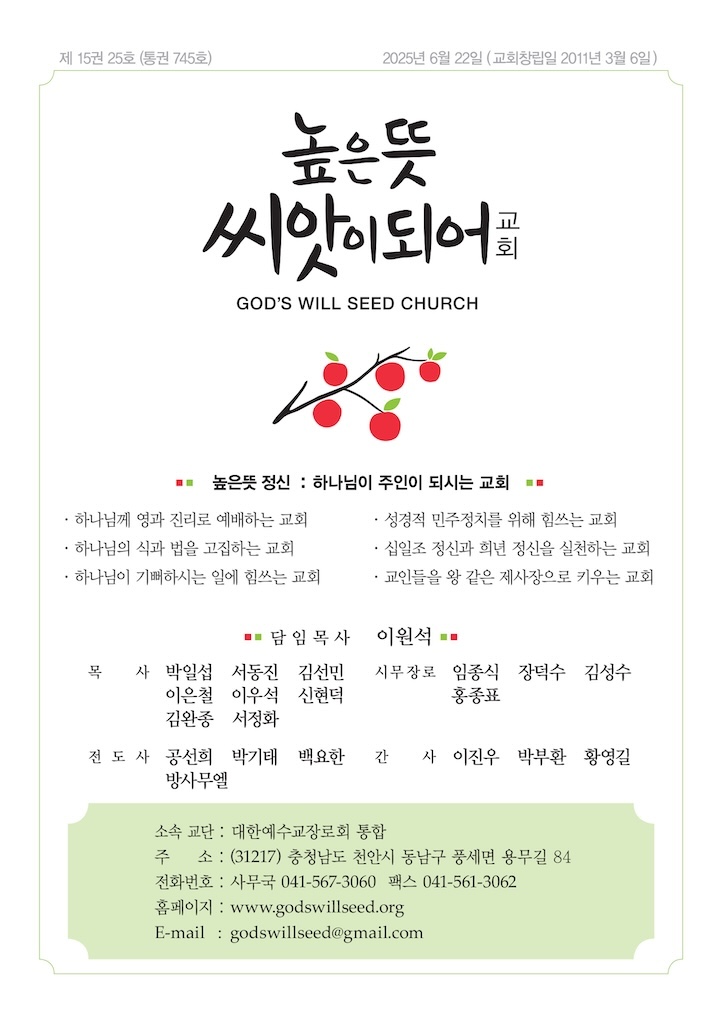 제 15권 25호 (통권 745호)
2025년 6월 22일 ( 교회창립일 2011년 3월 6일 )
높은뜻
씨앗이되어교회
GOD'S WILL SEED CHURCH
높은뜻 정신 : 하나님이 주인이 되시는 교회
· 하나님께 영과 진리로 예배하는 교회
· 하나님의 식과 법을 고집하는 교회
· 하나님이 기뻐하시는 일에 힘쓰는 교회
· 성경적 민주정치를 위해 힘쓰는 교회
· 십일조 정신과 희년 정신을 실천하는 교회
· 교인들을 왕 같은 제사장으로 키우는 교회
담 임 목 사 이원석
목 사 박일섭 서동진 김선민
이은철 이우석 신현덕
김완종 서정화
시무장로 임종식 장덕수 김성수
홍종표
전 도 사 공선희 박기태 백요한
방사무엘
간 사 이진우 박부환 황영길
소속 교단 : 대한예수교장로회 통합
주 소 : (31217) 충청남도 천안시 동남구 풍세면 용무길 84
전화번호 : 사무국 041-567-3060 팩스 041-561-3062
홈페이지 : www.godswillseed.org
E-mail : godswillseed@gmail.com